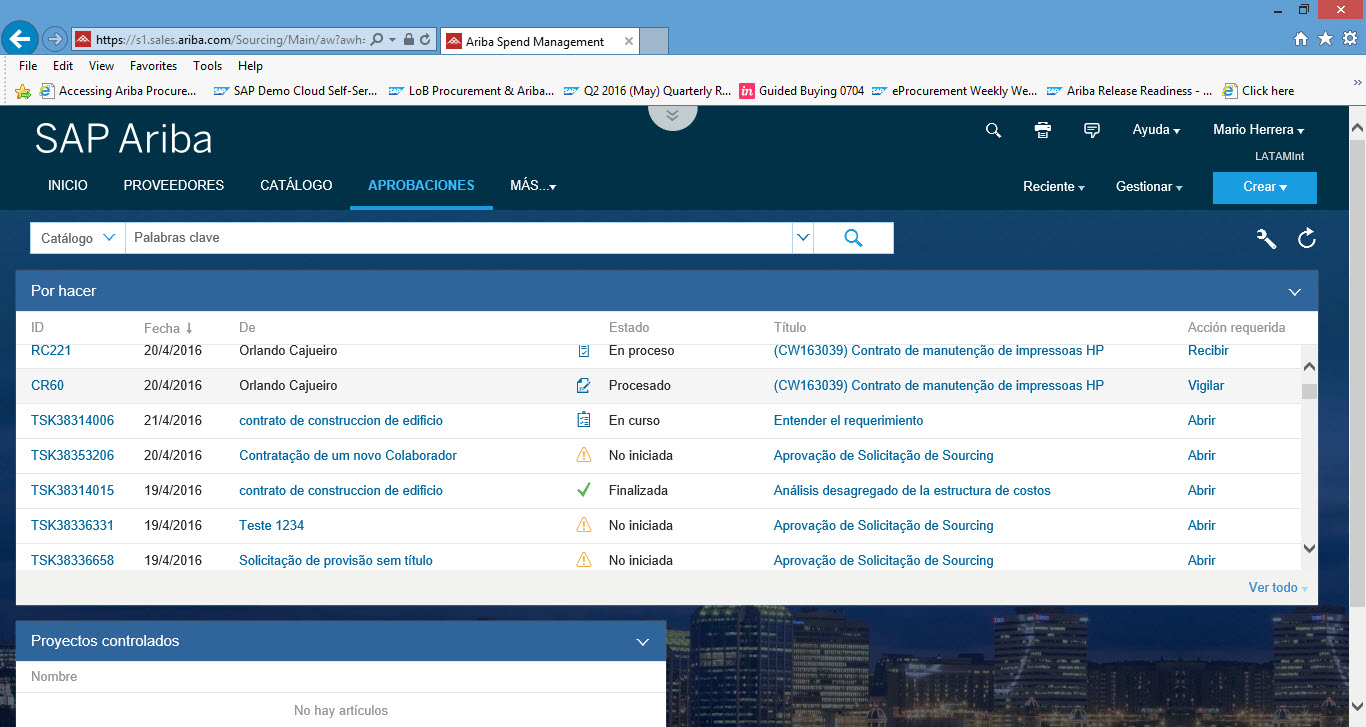 https://s1.sales.ariba.com/Sourcing/Main/aw?awh=
Ariba Spend Management
File Edit View Favorites Tools Help
Accessing Ariba Procure... SAP Demo Cloud Self-Ser... LoB Procurement & Ariba... Q2 2016 (May) Quarterly R... in Guided Buying 0704 eProcurement Weekly We... Ariba Release Readiness - ... Click here
SAP Ariba
Ayuda Mario Herrera
LATAMInt
INICIO PROVEEDORES CATÁLOGO APROBACIONES MÁS... Reciente Gestionar Crear
Catálogo Palabras clave
Por hacer
ID Fecha ↓ De Estado Título Acción requerida
RC221 20/4/2016 Orlando Cajueiro En proceso (CW163039) Contrato de manutenção de impressoas HP Recibir
CR60 20/4/2016 Orlando Cajueiro Procesado (CW163039) Contrato de manutenção de impressoas HP Vigilar
TSK38314006 21/4/2016 contrato de construccion de edificio En curso Entender el requerimiento Abrir
TSK38353206 20/4/2016 Contratação de um novo Colaborador No iniciada Aprovação de Solicitação de Sourcing Abrir
TSK38314015 19/4/2016 contrato de construccion de edificio Finalizada Análisis desagregado de la estructura de costos Abrir
TSK38336331 19/4/2016 Teste 1234 No iniciada Aprovação de Solicitação de Sourcing Abrir
TSK38336658 19/4/2016 Solicitação de provisão sem título No iniciada Aprovação de Solicitação de Sourcing Abrir
Ver todo
Proyectos controlados
Nombre
No hay artículos